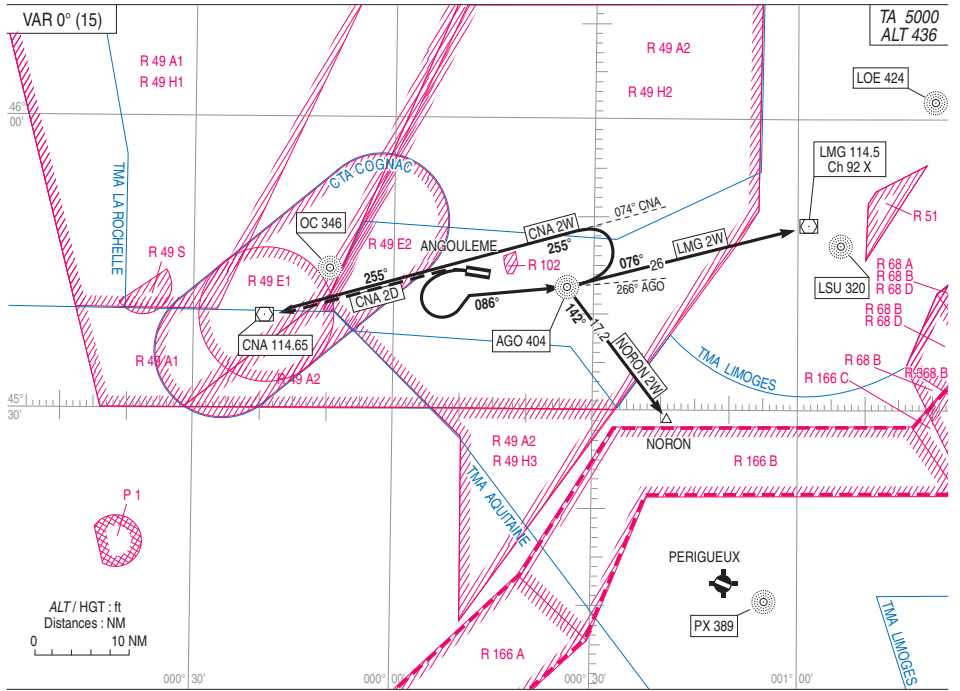 VAR 0° (15)
TA 5000
ALT 436
R 49 A1
R 49 H1
R 49 A2
R 49 H2
LOE 424
46°
00'
LMG 114.5
Ch 92 X
TMA LA ROCHELLE
CTA COGNAC
OC 346
R 49 E2
ANGOULEME
CNA 2W
255°
074° CNA
LMG 2W
R 51
R 49 S
R 49 E1
255°
CNA 2D
R 102
076°
26
266° AGO
LSU 320
R 68 A
R 68 B
R 68 D
R 68 B
R 68 D
086°
142°
17.2
NORON 2W
CNA 114.65
AGO 404
TMA LIMOGES
R 49 A1
R 49 A2
R 68 B
R 166 C
R 368 B
45°
30'
NORON
R 49 A2
R 49 H3
R 166 B
TMA AQUITAINE
P 1
PERIGUEUX
PX 389
TMA LIMOGES
ALT / HGT : ft
Distances : NM
0 10 NM
R 166 A
000° 30'
000° 00'
000° 30'
001° 00'